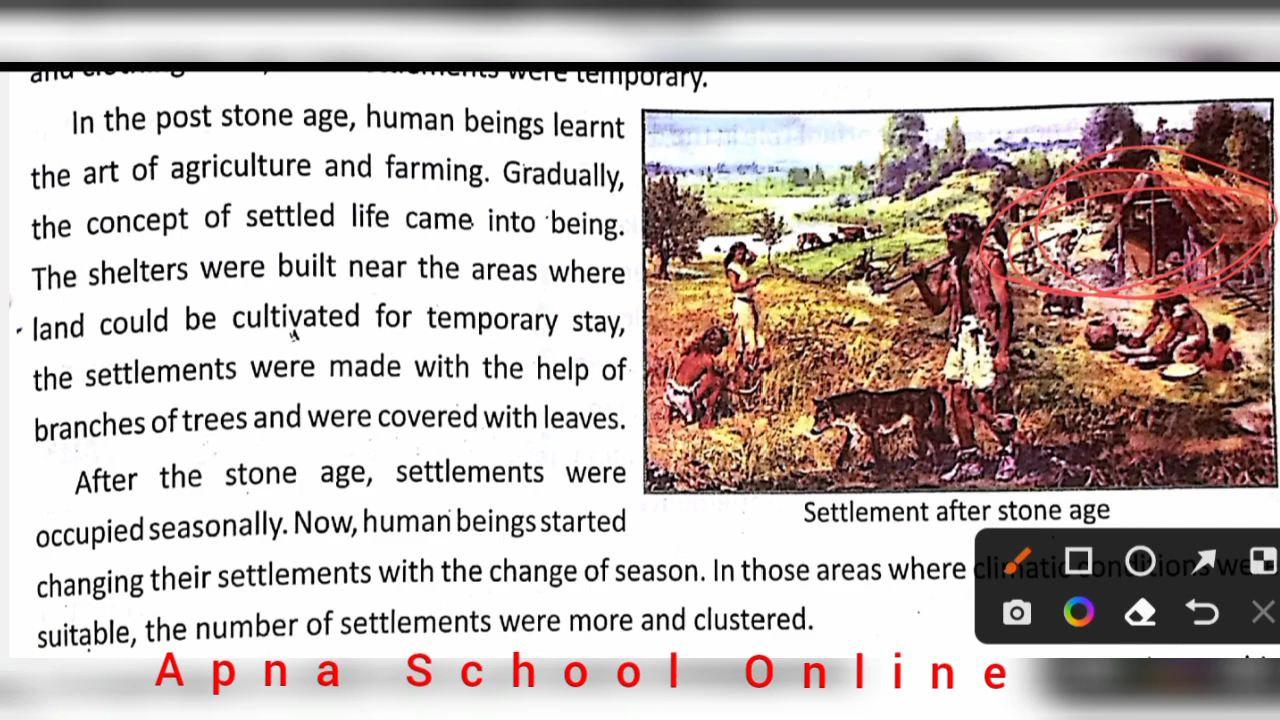 were temporary.
In the post stone age, human beings learnt
the art of agriculture and farming. Gradually,
the concept of settled life came into being.
The shelters were built near the areas where
land could be cultivated for temporary stay,
the settlements were made with the help of
branches of trees and were covered with leaves.
After the stone age, settlements were
occupied seasonally. Now, human beings started
changing their settlements with the change of season. In those areas where climatic conditions
suitable, the number of settlements were more and clustered.
Settlement after stone age
Apna School Online